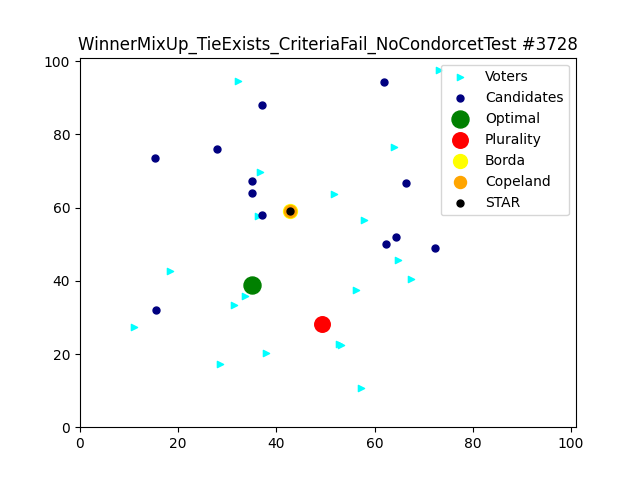 WinnerMixUp_TieExists_CriteriaFail_NoCondorcetTest #3728
100
80
60
40
20
0
0 20 40 60 80 100
Voters
Candidates
Optimal
Plurality
Borda
Copeland
STAR